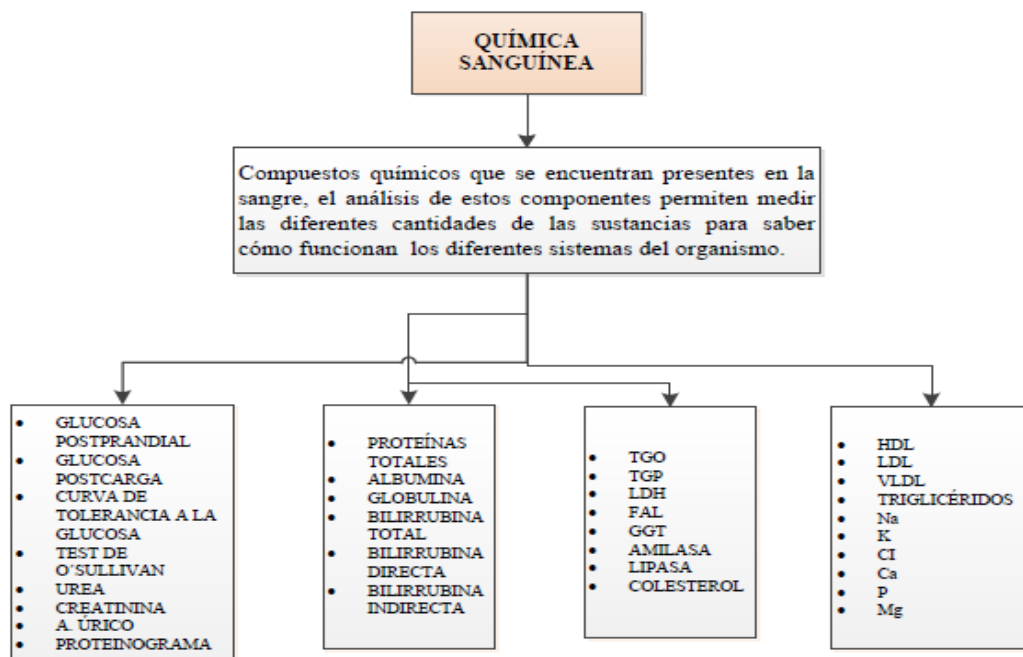 QUÍMICA
SANGUÍNEA
Compuestos químicos que se encuentran presentes en la
sangre, el análisis de estos componentes permiten medir
las diferentes cantidades de las sustancias para saber
cómo funcionan los diferentes sistemas del organismo.
• GLUCOSA
POSTPRANDIAL
• GLUCOSA
POSTCARGA
• CURVA DE
TOLERANCIA A LA
GLUCOSA
• TEST DE
O´SULLIVAN
• UREA
• CREATININA
• A. ÚRICO
• PROTEINOGRAMA
• PROTEÍNAS
TOTALES
• ALBUMINA
• GLOBULINA
• BILIRRUBINA
TOTAL
• BILIRRUBINA
DIRECTA
• BILIRRUBINA
INDIRECTA
• TGO
• TGP
• LDH
• FAL
• GGT
• AMILASA
• LIPASA
• COLESTEROL
• HDL
• LDL
• VLDL
• TRIGLICÉRIDOS
• Na
• K
• CI
• Ca
• P
• Mg